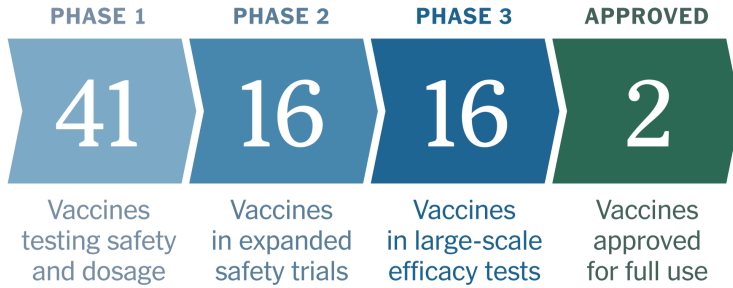 PHASE 1
PHASE 2
PHASE 3
APPROVED
41
16
16
2
Vaccines
testing safety
and dosage
Vaccines
in expanded
safety trials
Vaccines
in large-scale
efficacy tests
Vaccines
approved
for full use